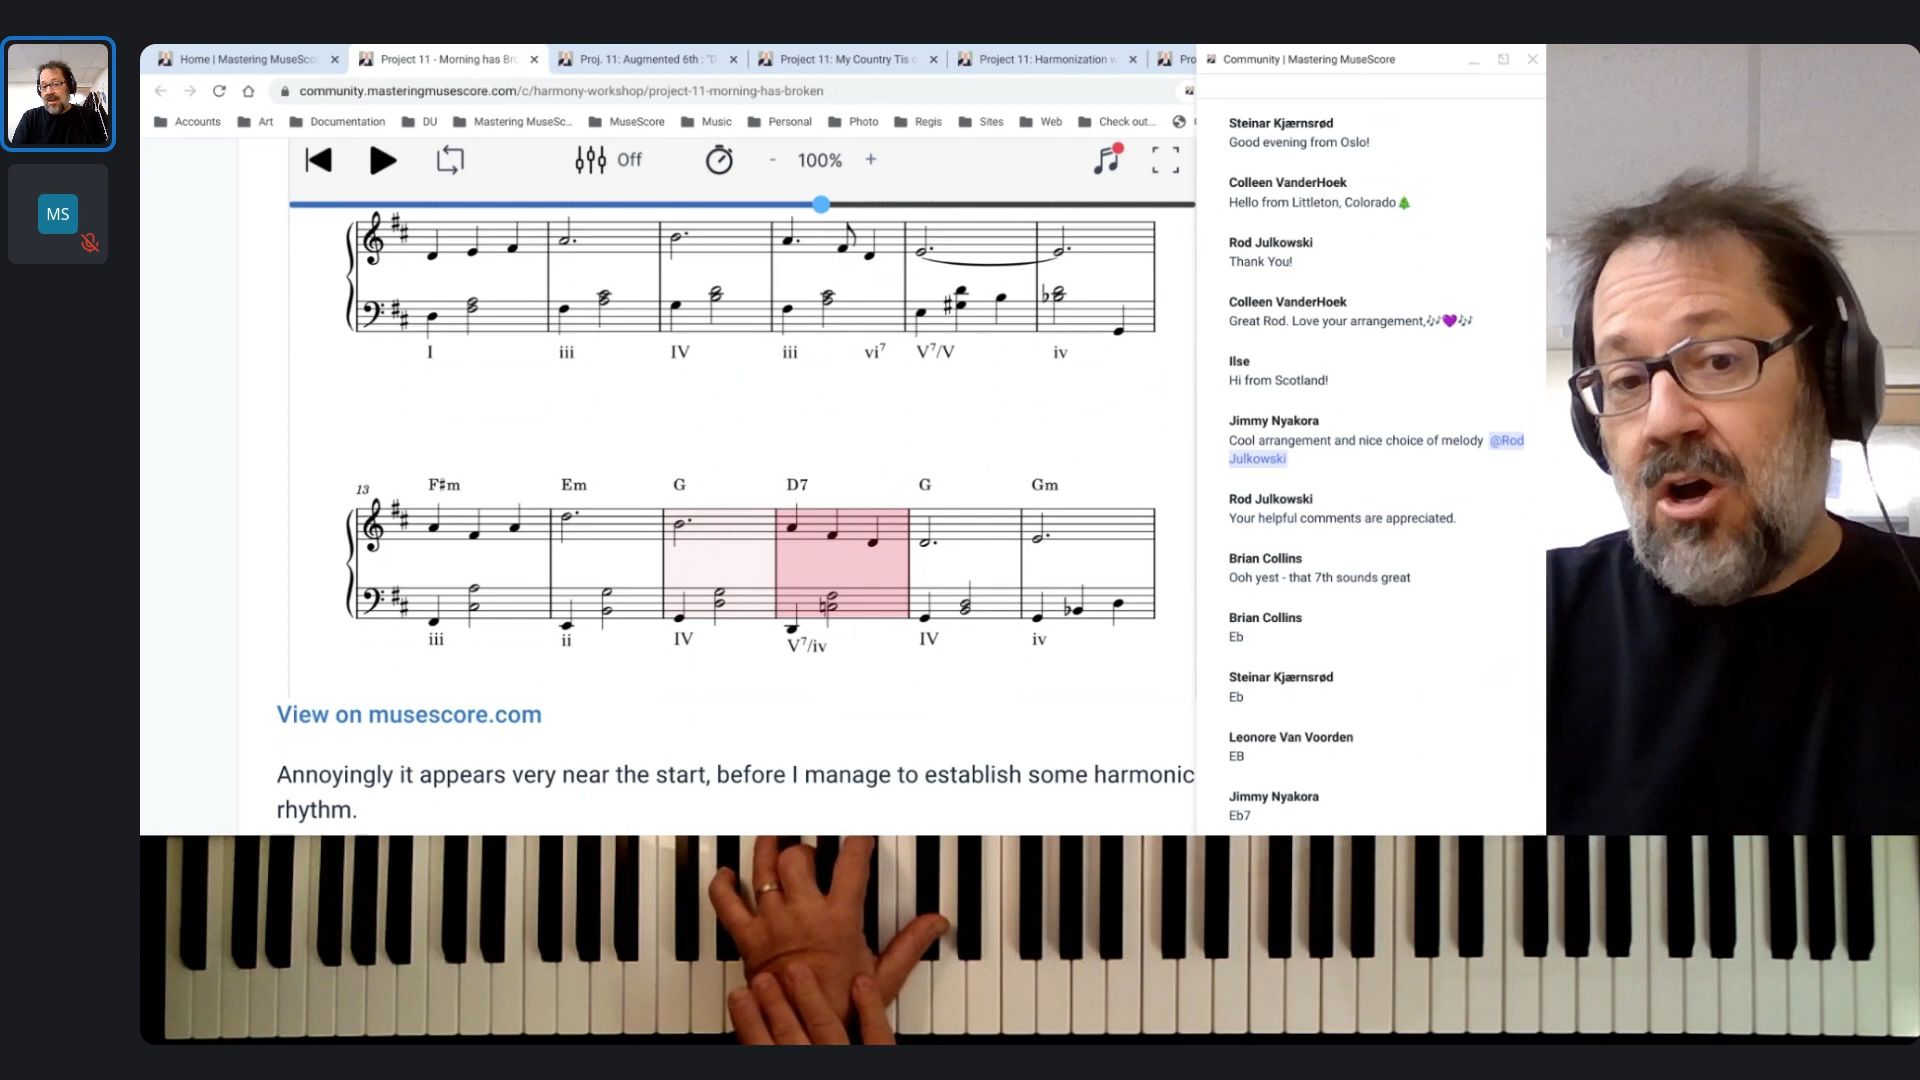 MS
Home | Mastering MuseSco
Project 11 - Morning has Bro
Proj. 11: Augmented 6th : "D
Project 11: My Country Tis o
Project 11: Harmonization w
Pro
community.masteringmusescore.com/c/harmony-workshop/project-11-morning-has-broken
Accounts
Art
Documentation
DU
Mastering MuseSc...
MuseScore
Music
Personal
Photo
Regis
Sites
Web
Check out...
Off
- 100% +
I iii IV iii vi7 V7/V iv
13
F♯m Em G D7 G Gm
iii ii IV V7/iv IV iv
View on musescore.com
Annoyingly it appears very near the start, before I manage to establish some harmonic
rhythm.
Community | Mastering MuseScore
Steinar Kjærnsrød
Good evening from Oslo!
Colleen VanderHoek
Hello from Littleton, Colorado🎄
Rod Julkowski
Thank You!
Colleen VanderHoek
Great Rod. Love your arrangement,🎶💜🎶
Ilse
Hi from Scotland!
Jimmy Nyakora
Cool arrangement and nice choice of melody @Rod
Julkowski
Rod Julkowski
Your helpful comments are appreciated.
Brian Collins
Ooh yest - that 7th sounds great
Brian Collins
Eb
Steinar Kjærnsrød
Eb
Leonore Van Voorden
EB
Jimmy Nyakora
Eb7